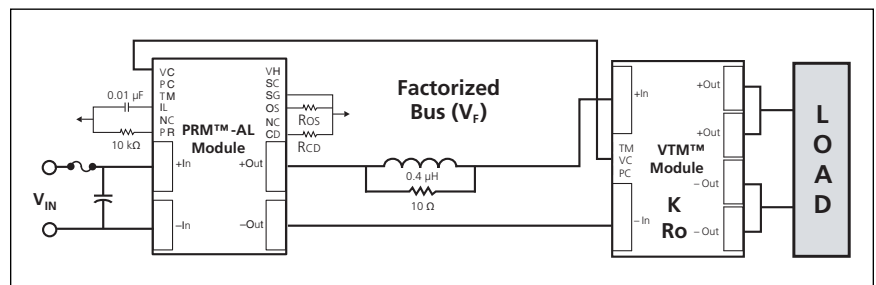 VC
PC
TM
IL
NC
PR
0.01 µF
10 kΩ
PRM™-AL
Module
VH
SC
SG
OS
NC
CD
ROS
RCD
+In
–In
+Out
–Out
VIN
Factorized
Bus (VF)
0.4 µH
10 Ω
+In
–In
TM
VC
PC
VTM™
Module
K
Ro
+Out
+Out
–Out
–Out
L
O
A
D